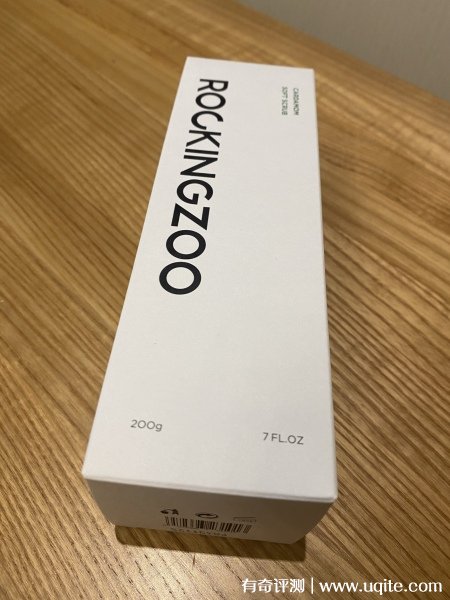 CARDAMOM
SOFT SCRUB
ROCKINGZOO
200g
7 FL.OZ
有奇评测 | www.uqite.com